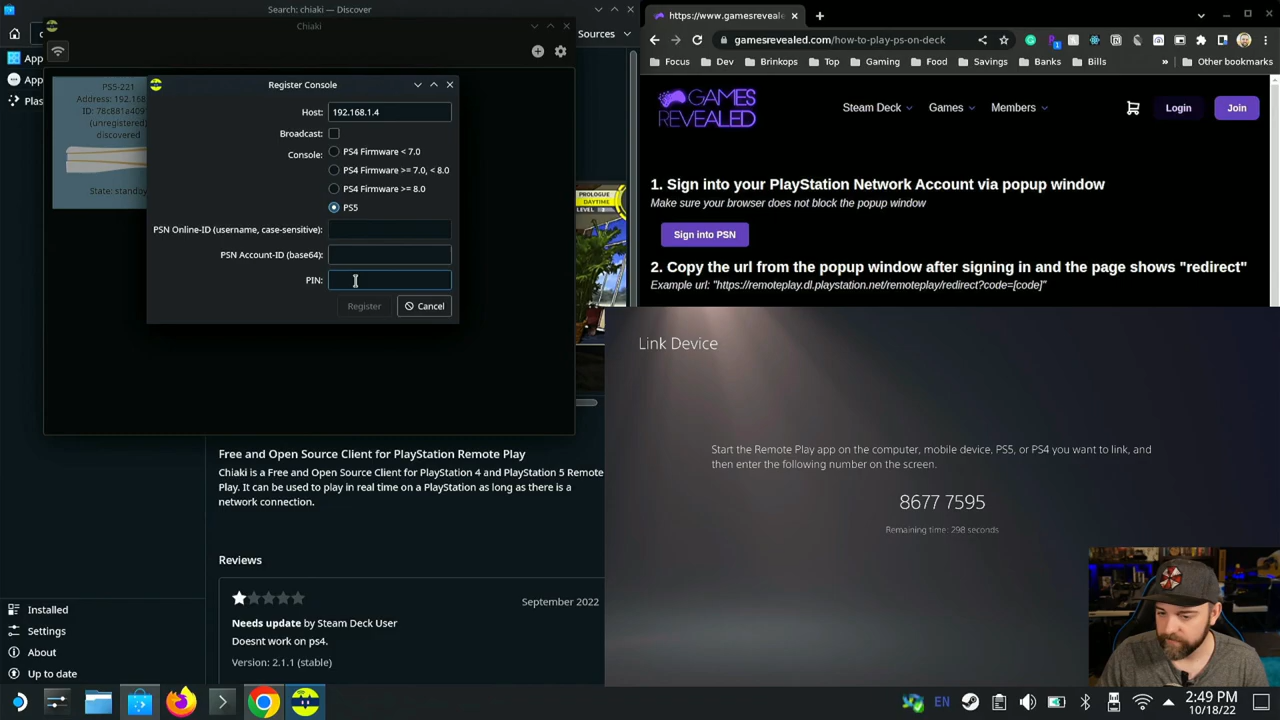 Search: chiaki — Discover
Chiaki
Sources
App
App
Plas
PS5-221
Address: 192.168
ID: 78c881a409
(unregistered)
discovered
State: standby
Register Console
Host: 192.168.1.4
Broadcast:
Console: PS4 Firmware < 7.0
PS4 Firmware >= 7.0, < 8.0
PS4 Firmware >= 8.0
PS5
PSN Online-ID (username, case-sensitive):
PSN Account-ID (base64):
PIN:
Register Cancel
PROLOGUE
DAYTIME
LEVEL
Free and Open Source Client for PlayStation Remote Play
Chiaki is a Free and Open Source Client for PlayStation 4 and PlayStation 5 Remote
Play. It can be used to play in real time on a PlayStation as long as there is a
network connection.
Reviews
September 2022
Needs update by Steam Deck User
Doesnt work on ps4.
Version: 2.1.1 (stable)
Installed
Settings
About
Up to date
https://www.gamesreveale
gamesrevealed.com/how-to-play-ps-on-deck
Focus Dev Brinkops Top Gaming Food Savings Bills » Other bookmarks
GAMES
REVEALED
Steam Deck Games Members Login Join
1. Sign into your PlayStation Network Account via popup window
Make sure your browser does not block the popup window
Sign into PSN
2. Copy the url from the popup window after signing in and the page shows "redirect"
Example url: "https://remoteplay.dl.playstation.net/remoteplay/redirect?code=[code]"
Link Device
Start the Remote Play app on the computer, mobile device, PS5, or PS4 you want to link, and
then enter the following number on the screen.
8677 7595
Remaining time: 298 seconds
EN
2:49 PM
10/18/22